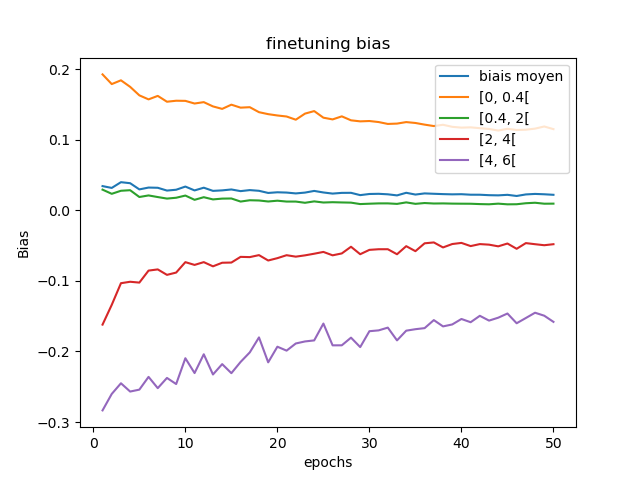 finetuning bias
biais moyen
[0, 0.4[
[0.4, 2[
[2, 4[
[4, 6[
Bias
0.2
0.1
0.0
−0.1
−0.2
−0.3
0 10 20 30 40 50
epochs